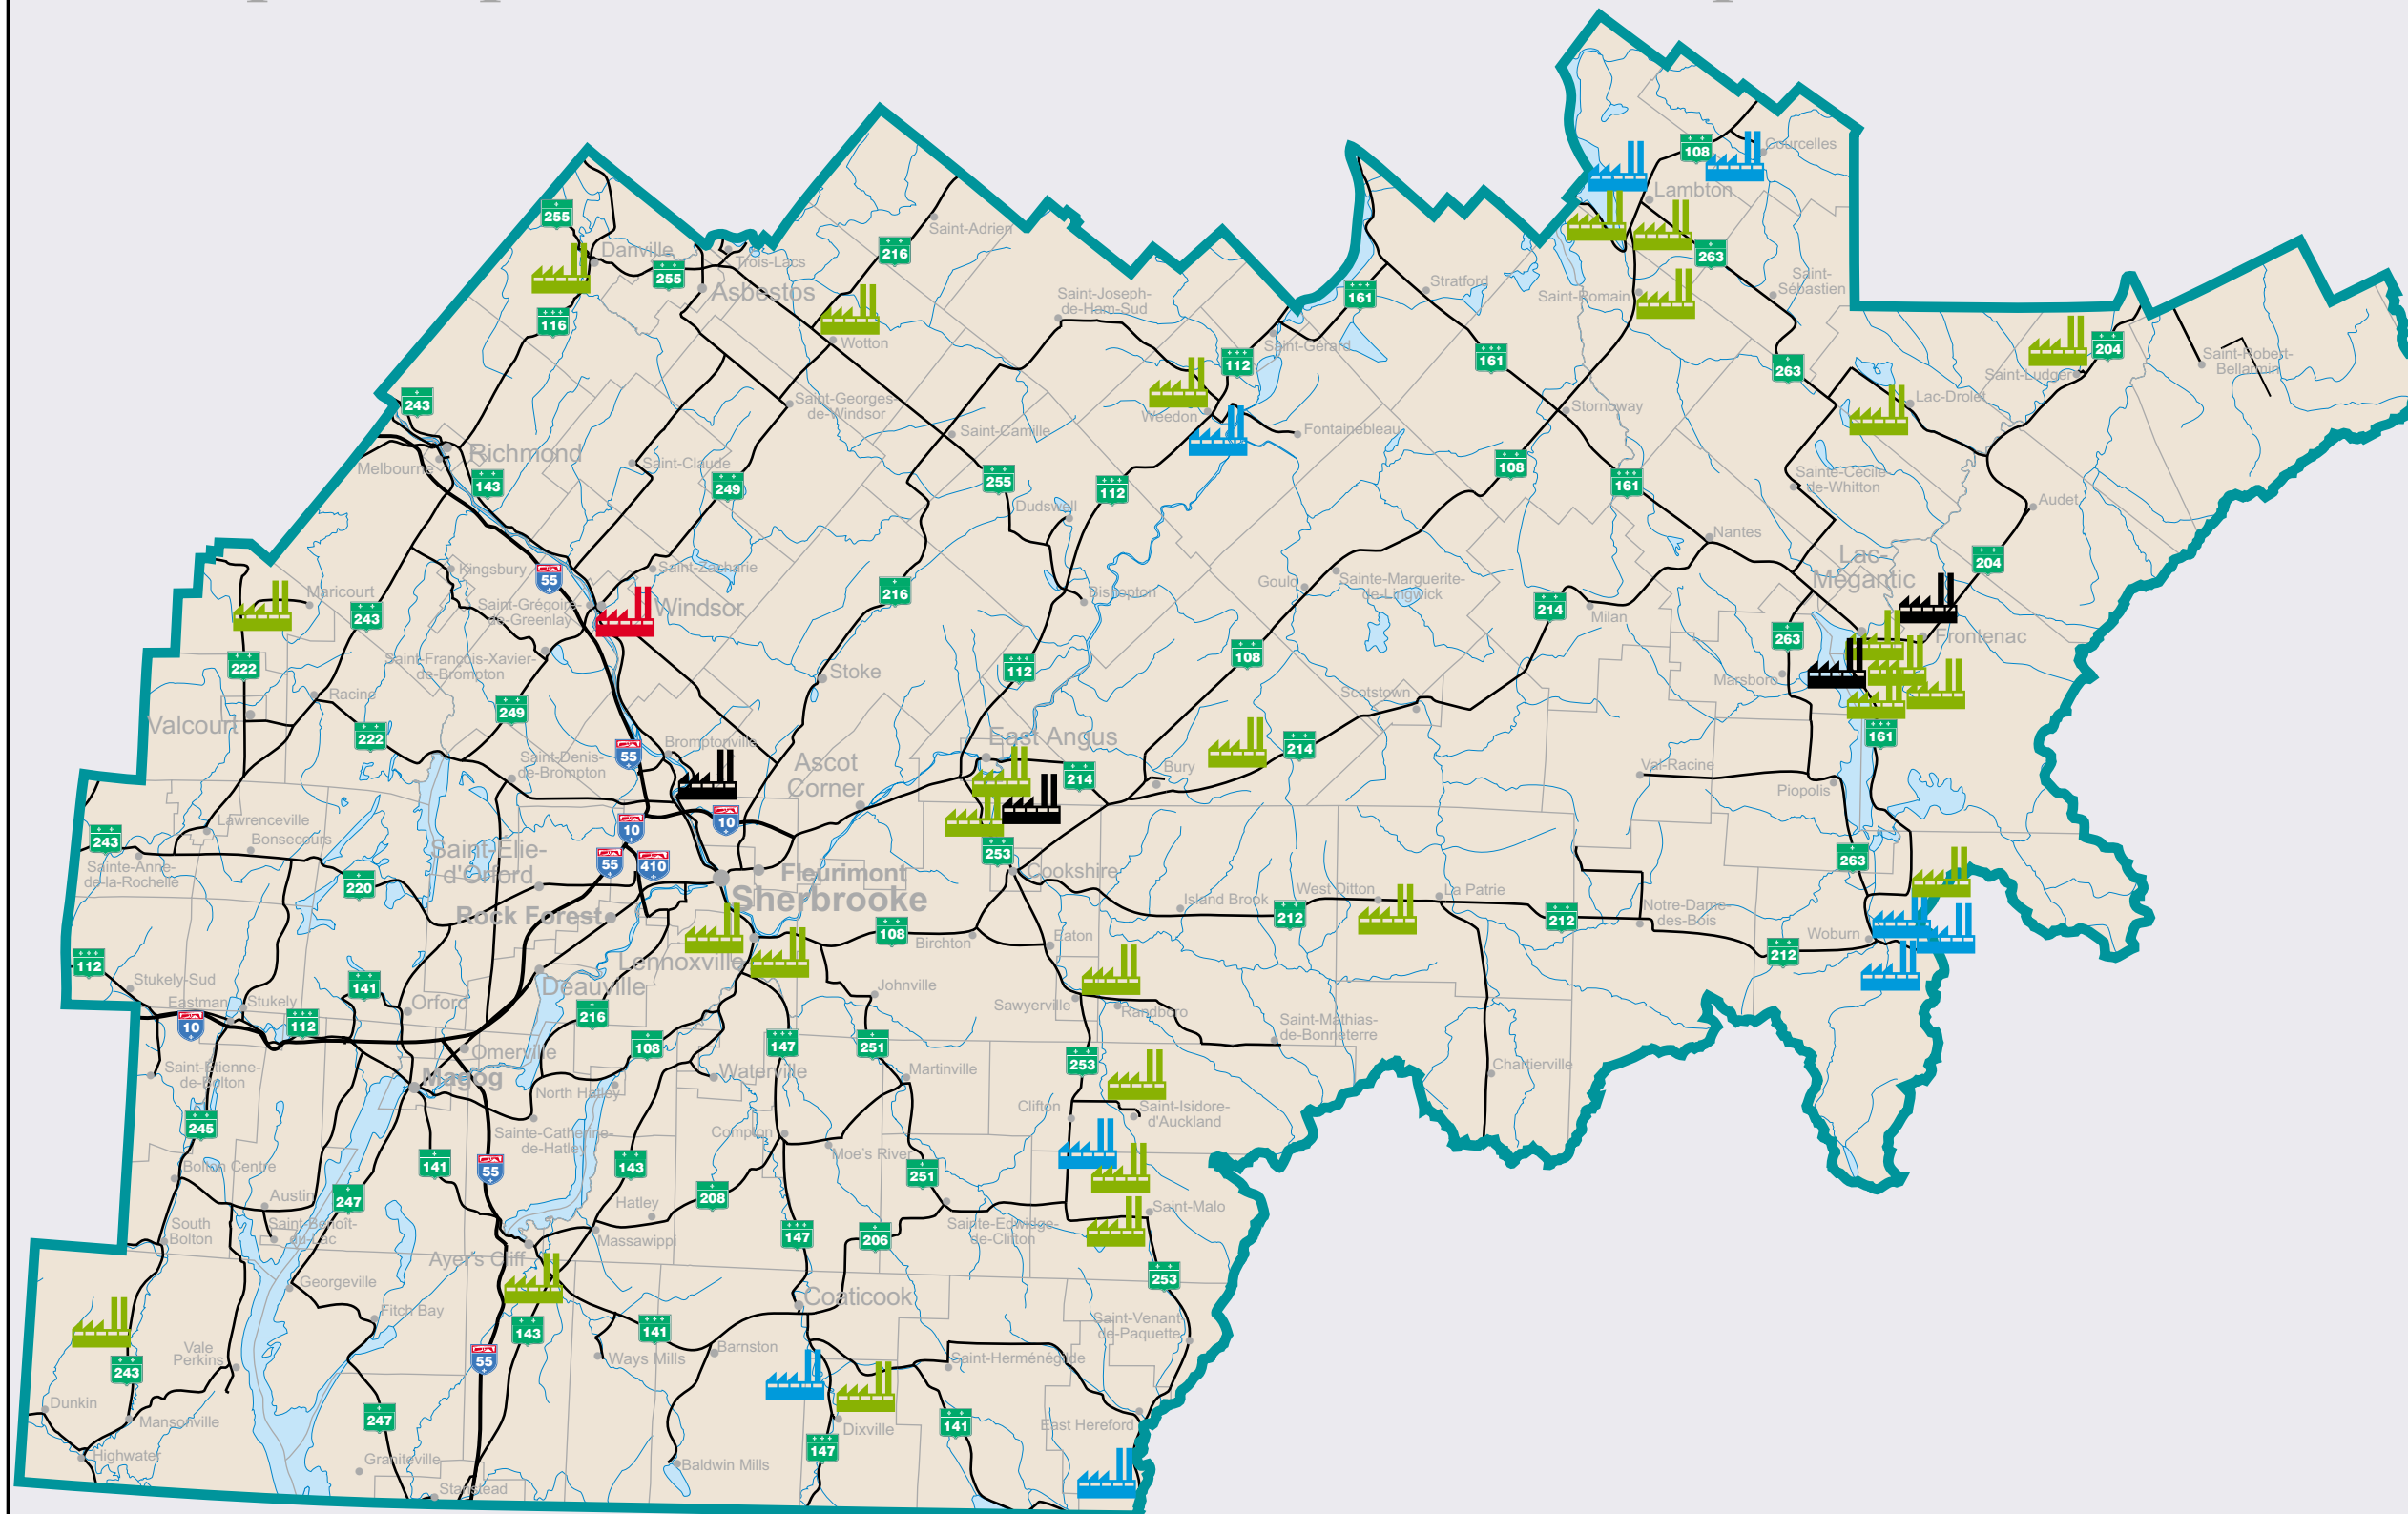 108
Courcelles
Lambton
255
Danville
216
Saint-Adrien
263
255
Trois-Lacs
Asbestos
Saint-Joseph-
de-Ham-Sud
161
Stratford
Saint-Romain
Saint-
Sébastien
116
Wotton
112
Saint-Gérard
161
263
Saint-Ludger
204
Saint-Robert-
Bellarmin
243
Saint-Georges-
de-Windsor
Weedon
Stornoway
Lac-Drolet
Richmond
Melbourne
Saint-Camille
Fontainebleau
143
Saint-Claude
249
255
112
108
161
Sainte-Cécile-
de-Whitton
Dudswell
Audet
Nantes
Kingsbury
55
Saint-Zacharie
Lac-
Mégantic
204
Maricourt
243
Saint-Grégoire-
de-Greenlay
Windsor
216
Bishopton
Gould
Sainte-Marguerite-
de-Lingwick
214
Milan
222
Saint-François-Xavier-
de-Brompton
Stoke
112
108
263
Frontenac
Racine
Scotstown
Marsboro
Valcourt
249
222
55
Bromptonville
East Angus
161
Saint-Denis-
de-Brompton
Ascot
Corner
214
Bury
214
Val-Racine
Piopolis
Lawrenceville
Bonsecours
243
10
10
Saint-Élie-
d'Orford
55
410
253
263
Sainte-Anne-
de-la-Rochelle
220
Fleurimont
Sherbrooke
Cookshire
Rock Forest
Island Brook
West Ditton
La Patrie
212
212
Notre-Dame-
des-Bois
Woburn
112
Lennoxville
108
Birchton
Eaton
212
Stukely-Sud
141
Deauville
Johnville
Sawyerville
Randboro
Eastman
Stukely
10
112
Orford
216
Saint-Mathias-
de-Bonneterre
Omerville
108
147
251
253
Saint-Étienne-
de-Bolton
Magog
North Hatley
Waterville
Martinville
Chartierville
245
Sainte-Catherine-
de-Hatley
Compton
Clifton
Saint-Isidore-
d'Auckland
Bolton Centre
141
55
143
Moe's River
251
Austin
247
208
Hatley
South
Bolton
Saint-Benoît-
du-Lac
Massawippi
147
206
Sainte-Edwidge-
de-Clifton
Saint-Malo
Ayer's Cliff
253
Georgeville
Coaticook
Fitch Bay
143
141
Saint-Venant-
de-Paquette
Vale
Perkins
243
55
Ways Mills
Barnston
Saint-Herménégilde
Dunkin
Mansonville
247
Dixville
141
East Hereford
147
Highwater
Graniteville
Baldwin Mills
Stanstead